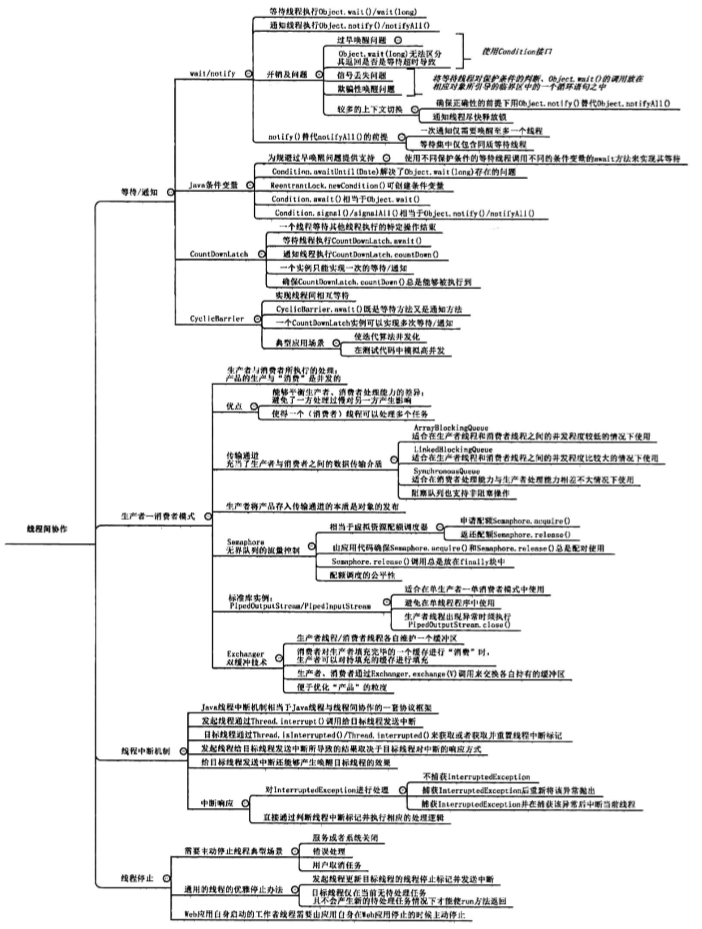 等待线程执行Object.wait()/wait(long)
通知线程执行Object.notify()/notifyAll()
过早唤醒问题
Object.wait(long)无法区分
其返回是否是等待超时导致
使用Condition接口
wait/notify
开销及问题
信号丢失问题
欺骗性唤醒问题
将等待线程对保护条件的判断、Object.wait()的调用放在
相应对象所引导的临界区中的一个循环语句之中
较多的上下文切换
确保正确性的前提下用Object.notify()替代Object.notifyAll()
通知线程尽快释放锁
notify()替代notifyAll()的前提
一次通知仅需要唤醒至多一个线程
等待集中仅包含同质等待线程
等待/通知
Java条件变量
为规避过早唤醒问题提供支持
使用不同保护条件的等待线程调用不同的条件变量的await方法来实现其等待
Condition.awaitUntil(Date)解决了Object.wait(long)存在的问题
ReentrantLock.newCondition()可创建条件变量
Condition.await()相当于Object.wait()
Condition.signal()/signalAll()相当于Object.notify()/notifyAll()
CountDownLatch
一个线程等待其他线程执行的特定操作结束
等待线程执行CountDownLatch.await()
通知线程执行CountDownLatch.countDown()
一个实例只能实现一次的等待/通知
确保CountDownLatch.countDown()总是能够被执行到
CyclicBarrier
实现线程间相互等待
CyclicBarrier.await()既是等待方法又是通知方法
一个CountDownLatch实例可以实现多次等待/通知
典型应用场景
使迭代算法并发化
在测试代码中模拟高并发
线程间协作
生产者—消费者模式
生产者与消费者所执行的处理：
产品的生产与“消费”是并发的
优点
能够平衡生产者、消费者处理能力的差异；
避免了一方处理过慢对另一方产生影响
使得一个（消费者）线程可以处理多个任务
传输通道
充当了生产者与消费者之间的数据传输介质
ArrayBlockingQueue
适合在生产者线程和消费者线程之间的并发程度较低的情况下使用
LinkedBlockingQueue
适合在生产者线程和消费者线程之间的并发程度比较大的情况下使用
SynchronousQueue
适合在消费者处理能力与生产者处理能力相差不大情况下使用
阻塞队列也支持非阻塞操作
生产者将产品存入传输通道的本质是对象的发布
Semaphore
无界队列的流量控制
相当于虚拟资源配额调度器
申请配额Semaphore.acquire()
返还配额Semaphore.release()
由应用代码确保Semaphore.acquire()和Semaphore.release()总是配对使用
Semaphore.release()调用总是放在finally块中
配额调度的公平性
标准库实例：
PipedOutputStream/PipedInputStream
适合在单生产者—单消费者模式中使用
避免在单线程程序中使用
生产者线程出现异常时须执行
PipedOutputStream.close()
Exchanger
双缓冲技术
生产者线程/消费者线程各自维护一个缓冲区
消费者对生产者填充完毕的一个缓存进行“消费”时，
生产者可以对待填充的缓存进行填充
生产者、消费者通过Exchanger.exchange(V)调用来交换各自持有的缓冲区
便于优化“产品”的粒度
线程中断机制
Java线程中断机制相当于Java线程与线程间协作的一套协议框架
发起线程通过Thread.interrupt()调用给目标线程发送中断
目标线程通过Thread.isInterrupted()/Thread.interrupted()来获取或者获取并重置线程中断标记
发起线程给目标线程发送中断所导致的结果取决于目标线程对中断的响应方式
给目标线程发送中断还能够产生唤醒目标线程的效果
中断响应
对InterruptedException进行处理
不捕获InterruptedException
捕获InterruptedException后重新将该异常抛出
捕获InterruptedException并在捕获该异常后中断当前线程
直接通过判断线程中断标记并执行相应的处理逻辑
线程停止
需要主动停止线程典型场景
服务或者系统关闭
错误处理
用户取消任务
通用的线程的优雅停止办法
发起线程更新目标线程的线程停止标记并发送中断
目标线程仅在当前无待处理任务
且不会产生新的待处理任务情况下才能使run方法返回
Web应用自身启动的工作者线程需要由应用自身在Web应用停止的时候主动停止